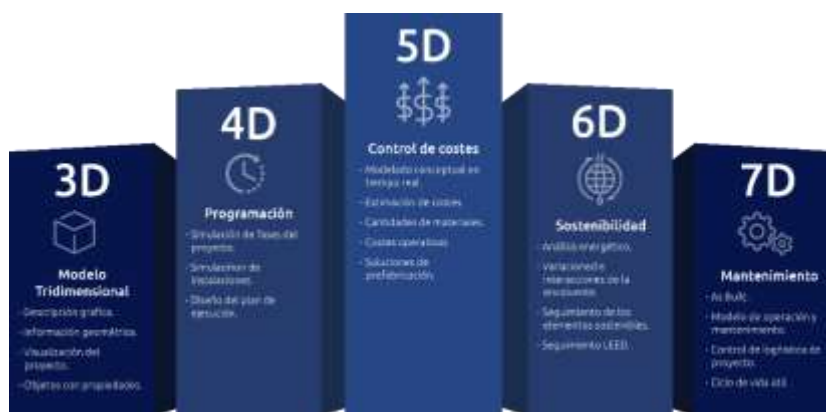 3D
Modelo
Tridimensional
- Descripción grafica.
- Información geométrica.
- Visualización del
proyecto.
- Objetos con propiedades.
4D
Programación
- Simulación de fases del
proyecto.
- Simulacion de
Instalaciones.
- Diseño del plan de
ejecución.
5D
Control de costes
- Modelado conceptual en
tiempo real.
- Estimación de costes.
- Cantidades de materiales.
- Costos operativos
- Soluciones de
prefabricación.
6D
Sostenibilidad
- Análisis energético.
- Variaciones e
interacciones de la
envolvente.
- Seguimiento de los
elementos sostenibles.
- Seguimiento LEED.
7D
Mantenimiento
- As Built.
- Modelo de operación y
mantenimiento.
- Control de logística de
proyecto.
- Ciclo de vida útil